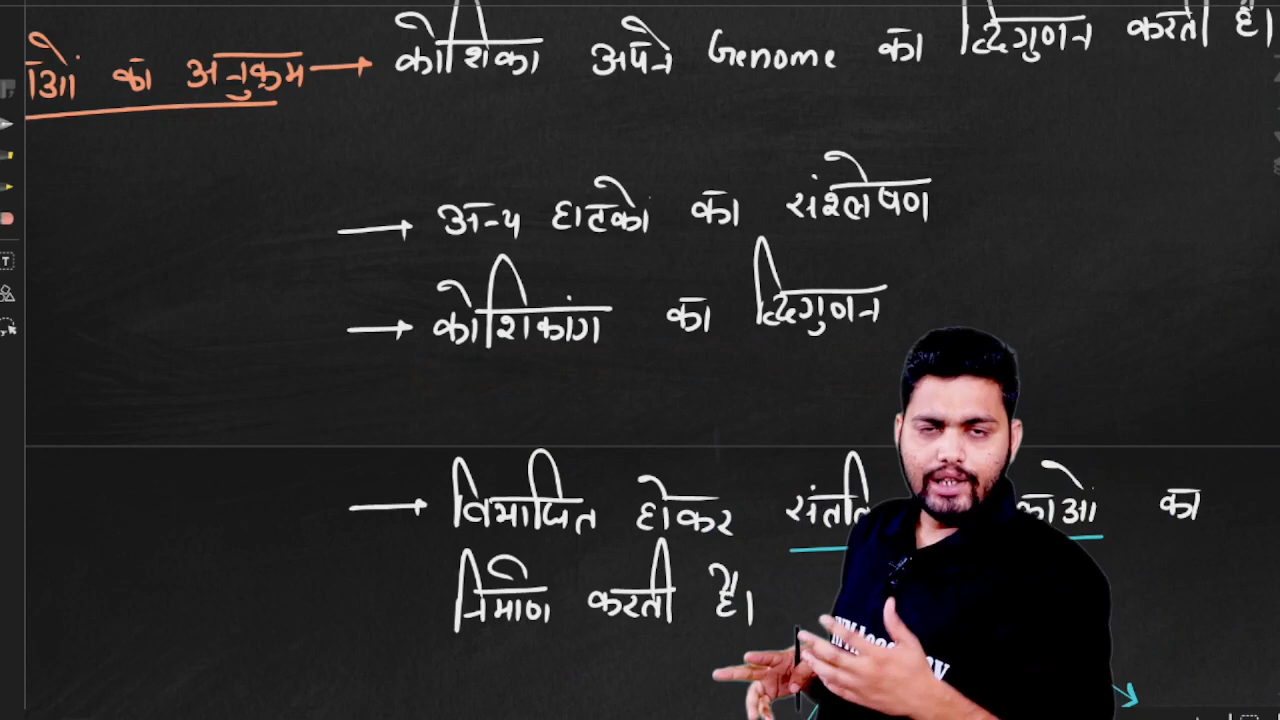 का अनुक्रम → कोशिका अपने Genome का द्विगुणन करती है।
→ अन्य घटको का संश्लेषण
→ कोशिकांग का द्विगुणन
→ विभाजित होकर का
निर्माण करती है।